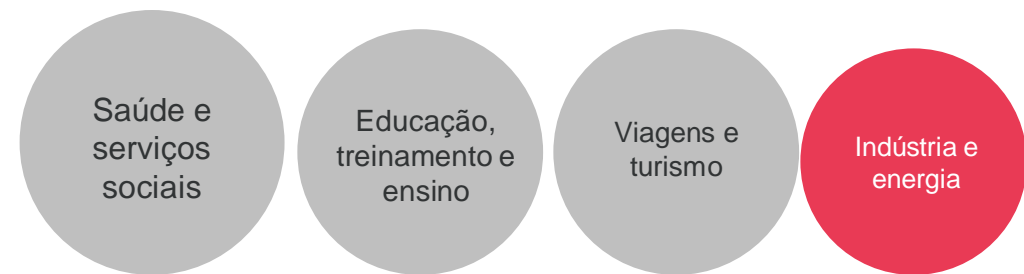 Saúde e
serviços
sociais
Educação,
treinamento e
ensino
Viagens e
turismo
Indústria e
energia